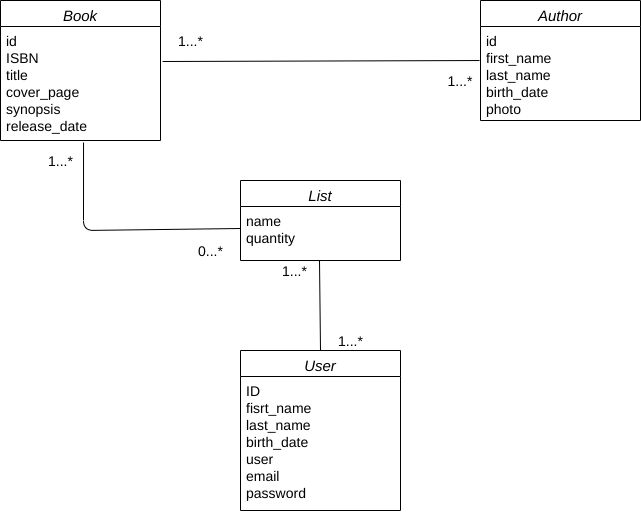 Book
id
ISBN
title
cover_page
synopsis
release_date
1...*
1...*
Author
id
first_name
last_name
birth_date
photo
1...*
0...*
List
name
quantity
1...*
1...*
User
ID
fisrt_name
last_name
birth_date
user
email
password